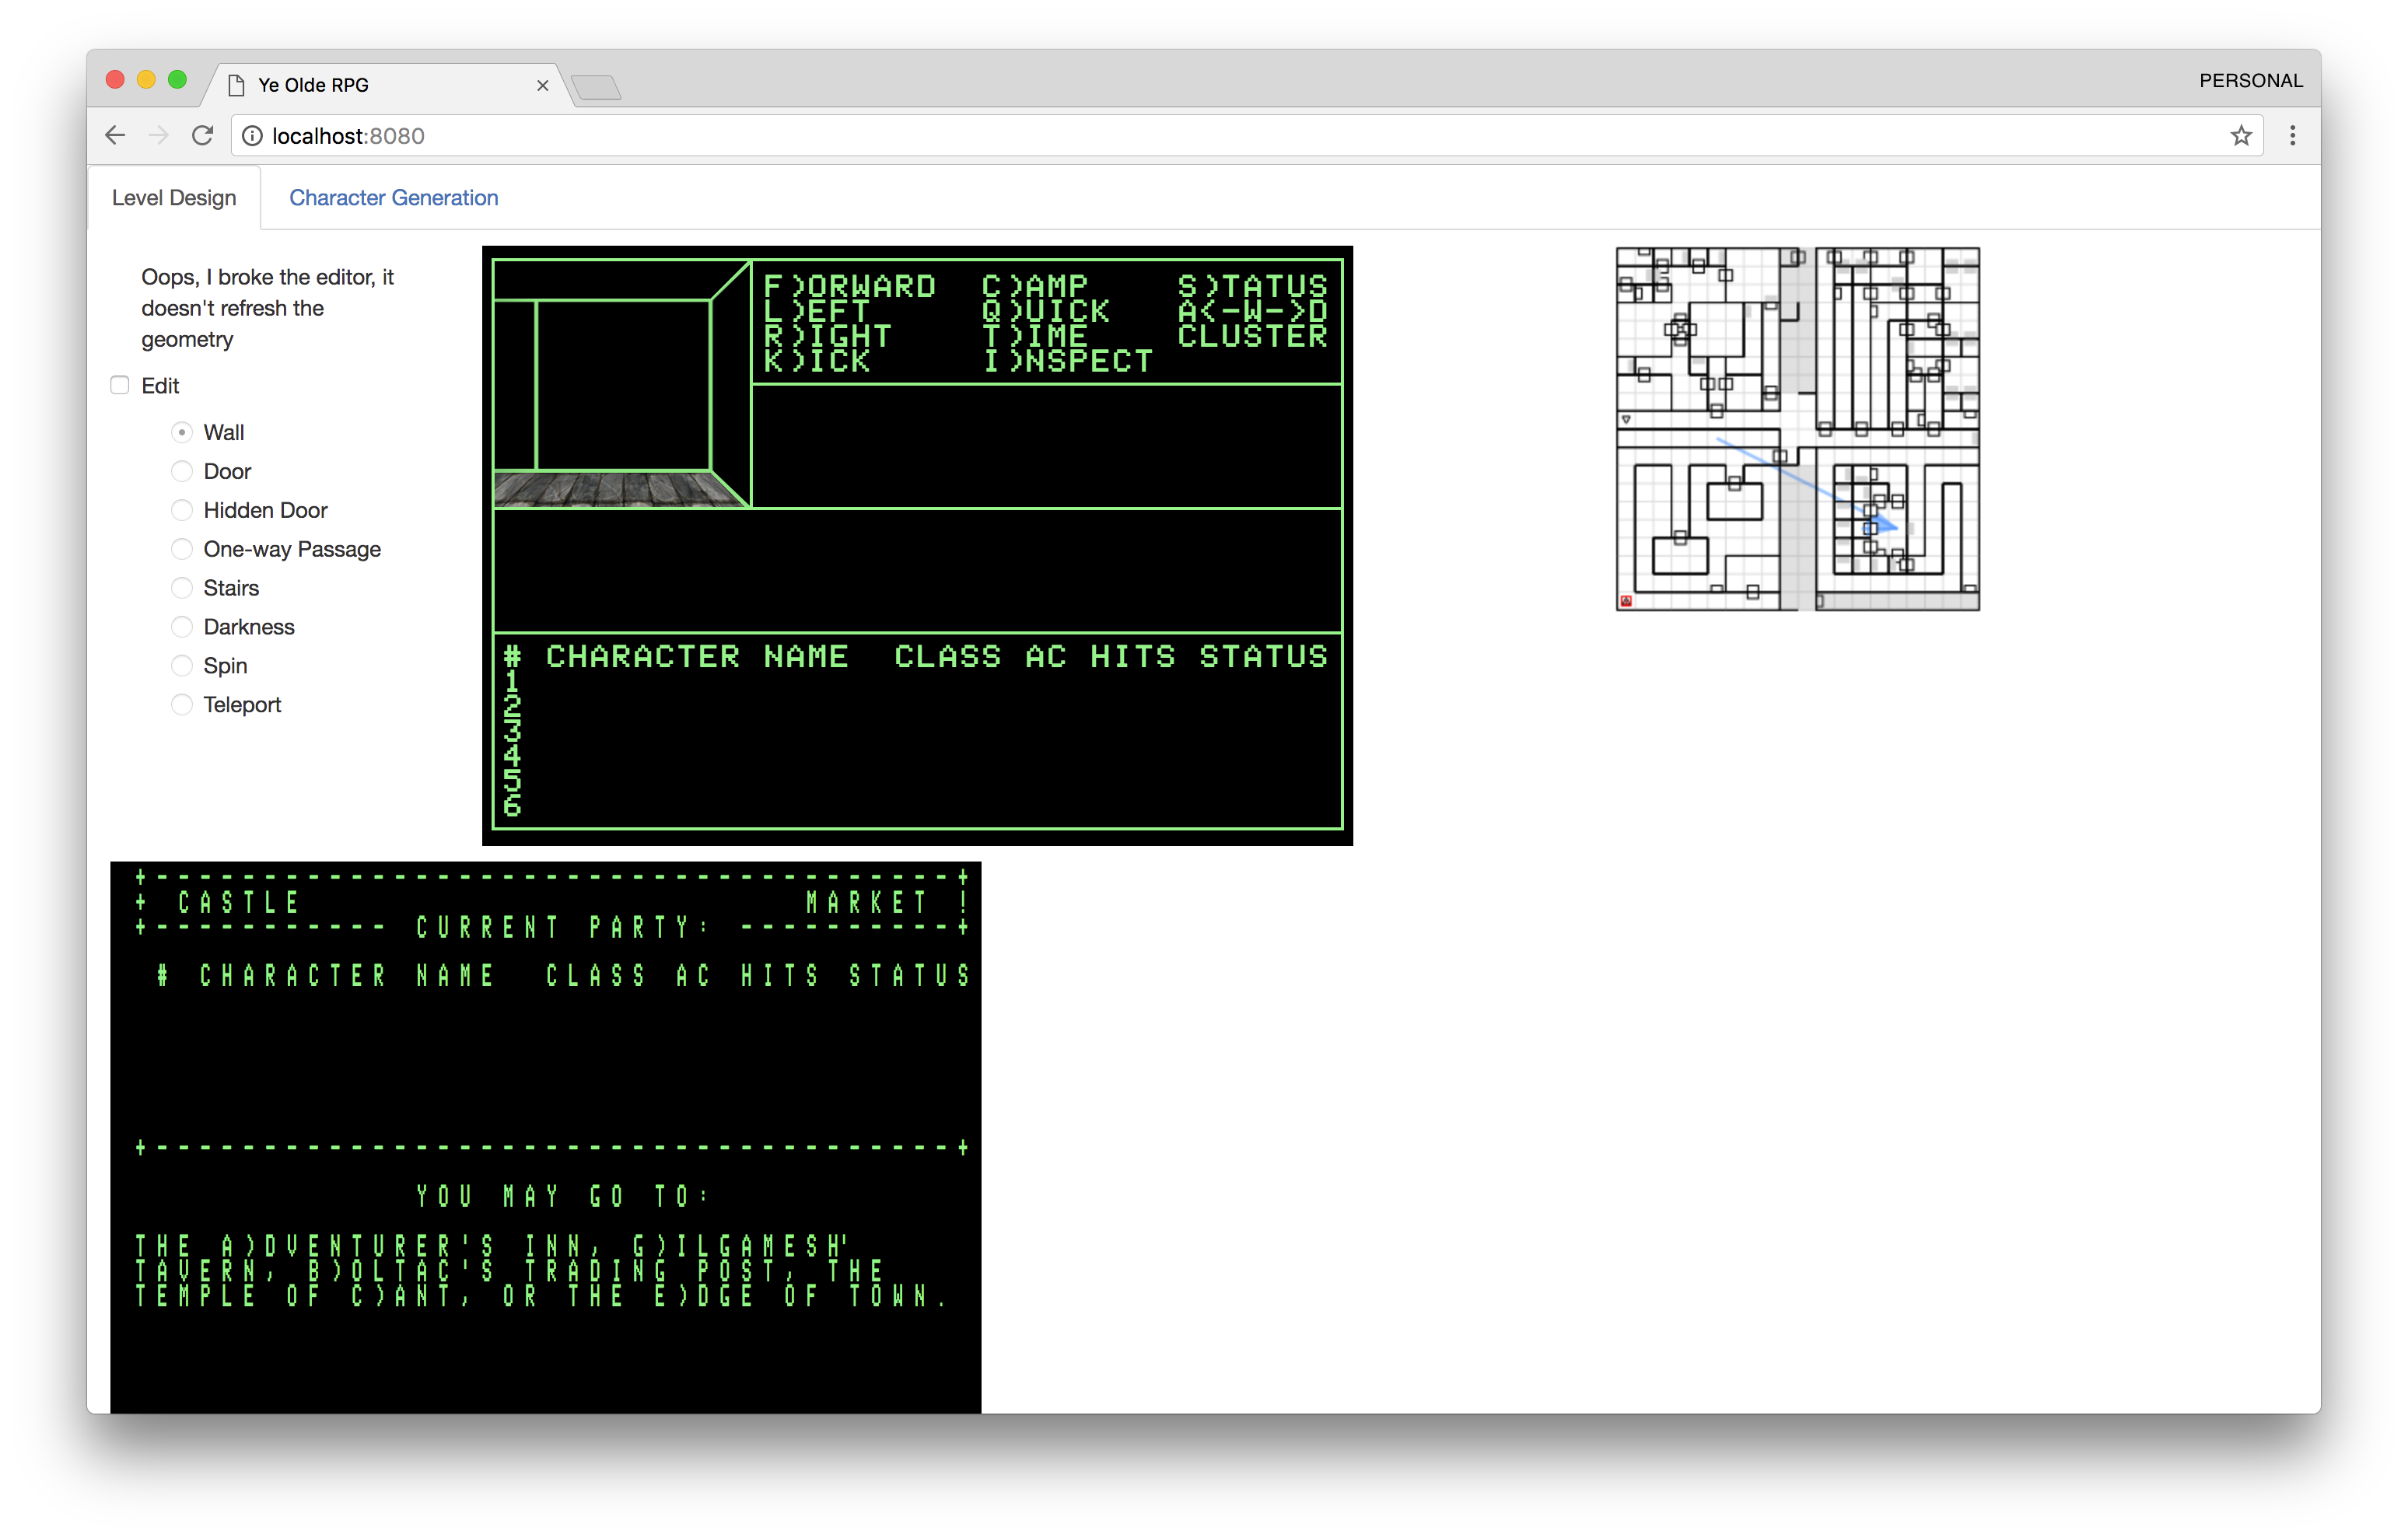 Ye Olde RPG
PERSONAL
localhost:8080
Level Design
Character Generation
Oops, I broke the editor, it
doesn't refresh the
geometry
Edit
Wall
Door
Hidden Door
One-way Passage
Stairs
Darkness
Spin
Teleport
F)ORWARD C)AMP S)TATUS
L)EFT Q)UICK A<-W->D
R)IGHT T)IME CLUSTER
K)ICK I)NSPECT
# CHARACTER NAME CLASS AC HITS STATUS
1
2
3
4
5
6
+--------------------------------------+
+ CASTLE MARKET !
+----------- CURRENT PARTY: ----------+
# CHARACTER NAME CLASS AC HITS STATUS
+--------------------------------------+
YOU MAY GO TO:
THE A)DVENTURER'S INN, G)ILGAMESH'
TAVERN, B)OLTAC'S TRADING POST, THE
TEMPLE OF C)ANT, OR THE E)DGE OF TOWN.